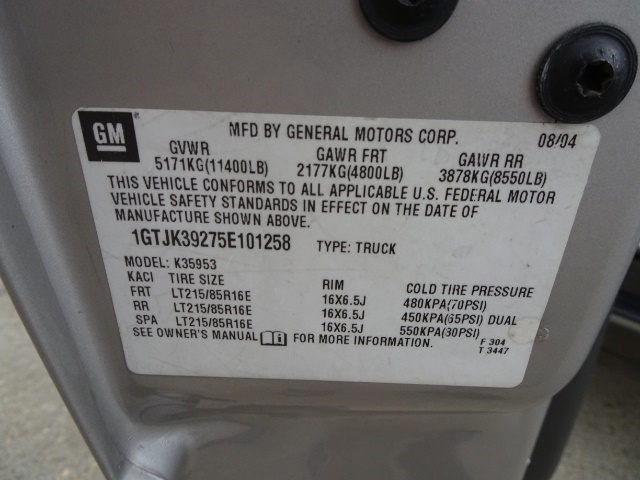 GM
MFD BY GENERAL MOTORS CORP. 08/04
GVWR GAWR FRT GAWR RR
5171KG(11400LB) 2177KG(4800LB) 3878KG(8550LB)
THIS VEHICLE CONFORMS TO ALL APPLICABLE U.S. FEDERAL MOTOR
VEHICLE SAFETY STANDARDS IN EFFECT ON THE DATE OF
MANUFACTURE SHOWN ABOVE.
1GTJK39275E101258 TYPE: TRUCK
MODEL: K35953
KACI TIRE SIZE RIM COLD TIRE PRESSURE
FRT LT215/85R16E 16X6.5J 480KPA(70PSI)
RR LT215/85R16E 16X6.5J 450KPA(65PSI) DUAL
SPA LT215/85R16E 16X6.5J 550KPA(80PSI)
SEE OWNER'S MANUAL FOR MORE INFORMATION.
F 304
T 3447